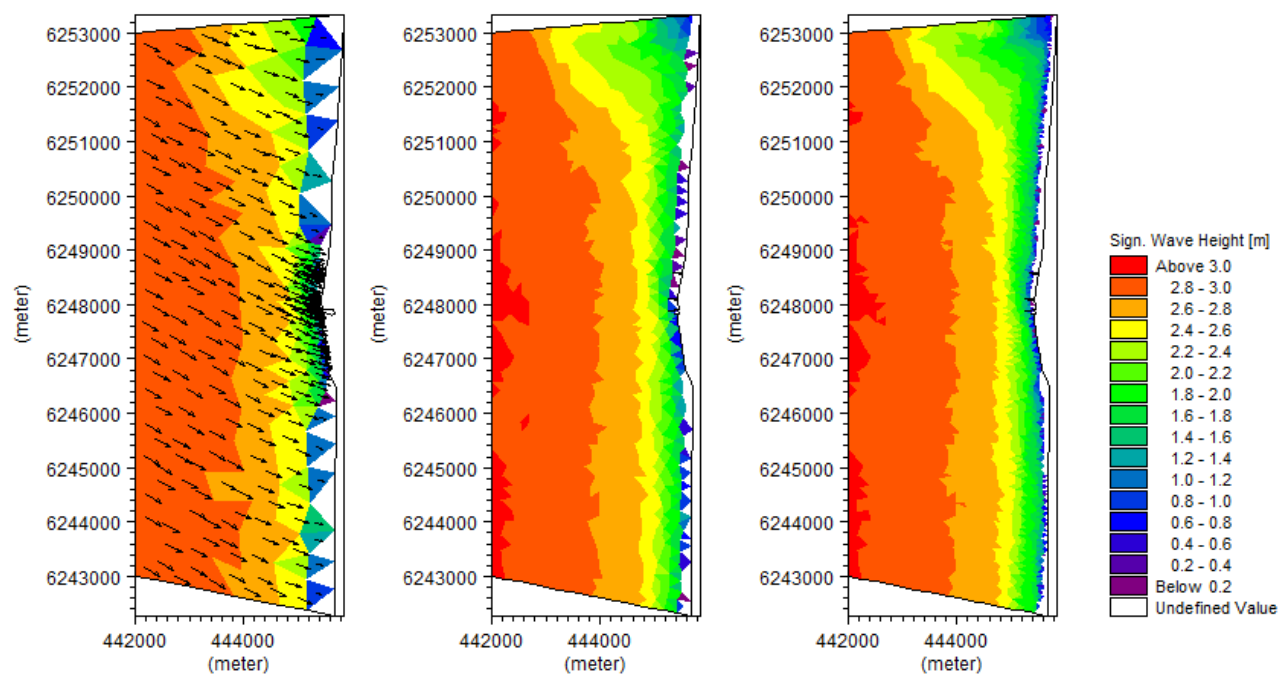 6253000
6252000
6251000
6250000
6249000
6248000
6247000
6246000
6245000
6244000
6243000
(meter)
442000 444000
(meter)
6253000
6252000
6251000
6250000
6249000
6248000
6247000
6246000
6245000
6244000
6243000
(meter)
442000 444000
(meter)
6253000
6252000
6251000
6250000
6249000
6248000
6247000
6246000
6245000
6244000
6243000
(meter)
442000 444000
(meter)
Sign. Wave Height [m]
Above 3.0
2.8 - 3.0
2.6 - 2.8
2.4 - 2.6
2.2 - 2.4
2.0 - 2.2
1.8 - 2.0
1.6 - 1.8
1.4 - 1.6
1.2 - 1.4
1.0 - 1.2
0.8 - 1.0
0.6 - 0.8
0.4 - 0.6
0.2 - 0.4
Below 0.2
Undefined Value